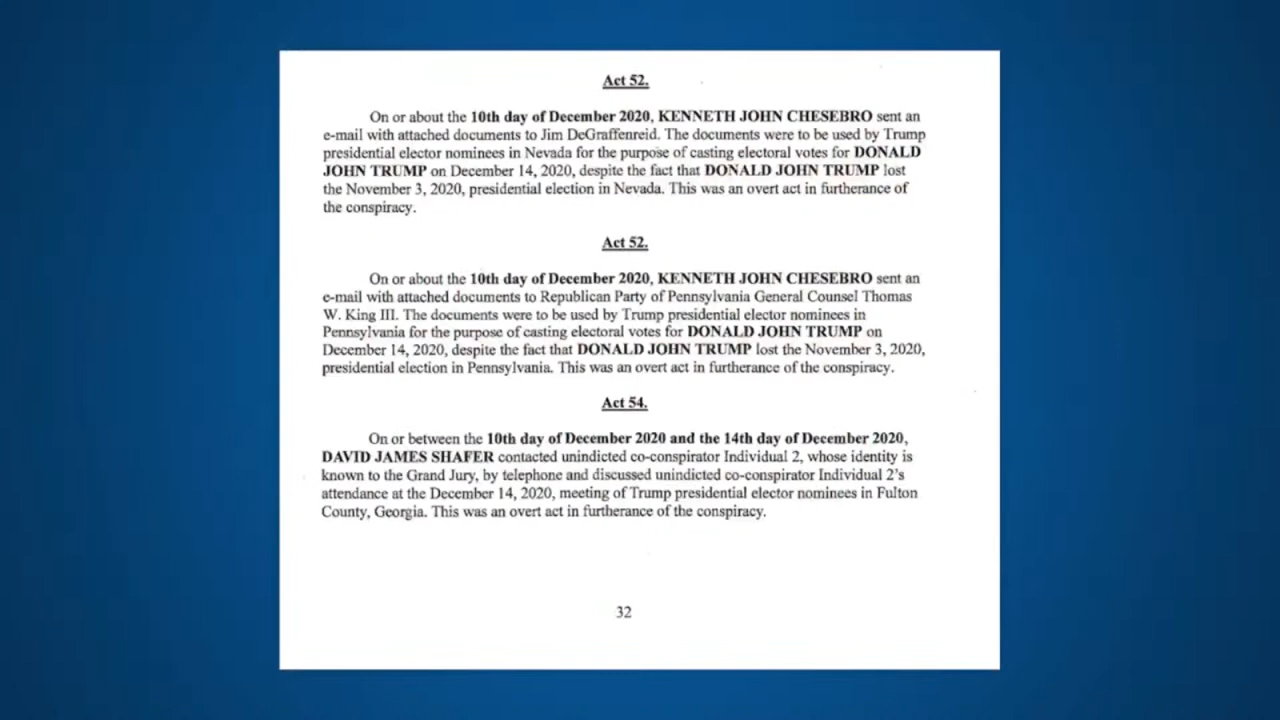 Act 52.
On or about the 10th day of December 2020, KENNETH JOHN CHESEBRO sent an
e-mail with attached documents to Jim DeGraffenreid. The documents were to be used by Trump
presidential elector nominees in Nevada for the purpose of casting electoral votes for DONALD
JOHN TRUMP on December 14, 2020, despite the fact that DONALD JOHN TRUMP lost
the November 3, 2020, presidential election in Nevada. This was an overt act in furtherance of
the conspiracy.
Act 52.
On or about the 10th day of December 2020, KENNETH JOHN CHESEBRO sent an
e-mail with attached documents to Republican Party of Pennsylvania General Counsel Thomas
W. King III. The documents were to be used by Trump presidential elector nominees in
Pennsylvania for the purpose of casting electoral votes for DONALD JOHN TRUMP on
December 14, 2020, despite the fact that DONALD JOHN TRUMP lost the November 3, 2020,
presidential election in Pennsylvania. This was an overt act in furtherance of the conspiracy.
Act 54.
On or between the 10th day of December 2020 and the 14th day of December 2020,
DAVID JAMES SHAFER contacted unindicted co-conspirator Individual 2, whose identity is
known to the Grand Jury, by telephone and discussed unindicted co-conspirator Individual 2's
attendance at the December 14, 2020, meeting of Trump presidential elector nominees in Fulton
County, Georgia. This was an overt act in furtherance of the conspiracy.
32